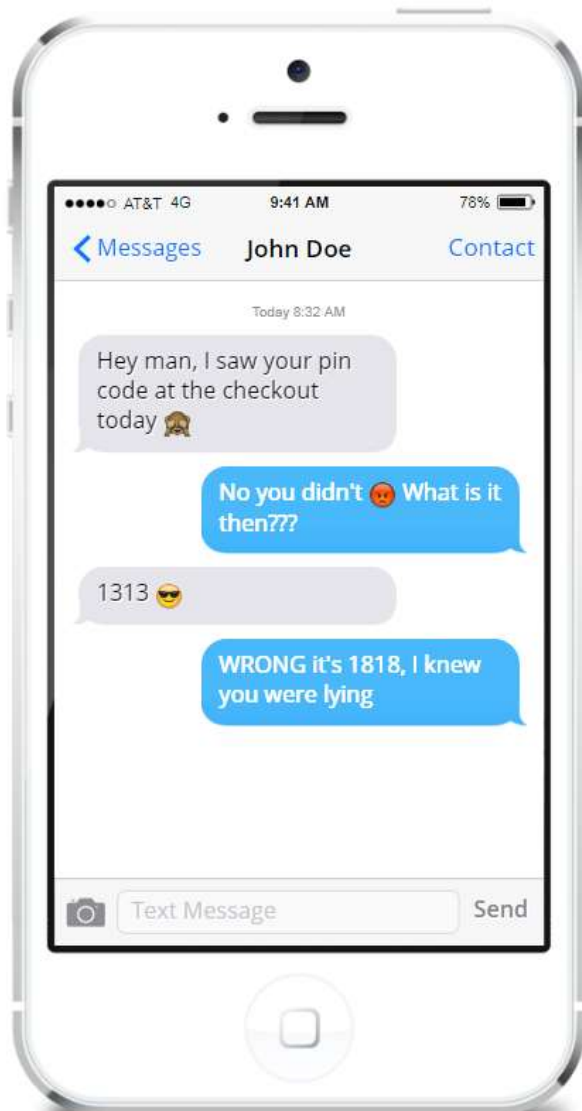 AT&T 4G 9:41 AM 78%
Messages John Doe Contact
Today 8:32 AM
Hey man, I saw your pin
code at the checkout
today 🙈
No you didn't 😡 What is it
then???
1313 😎
WRONG it's 1818, I knew
you were lying
Text Message Send